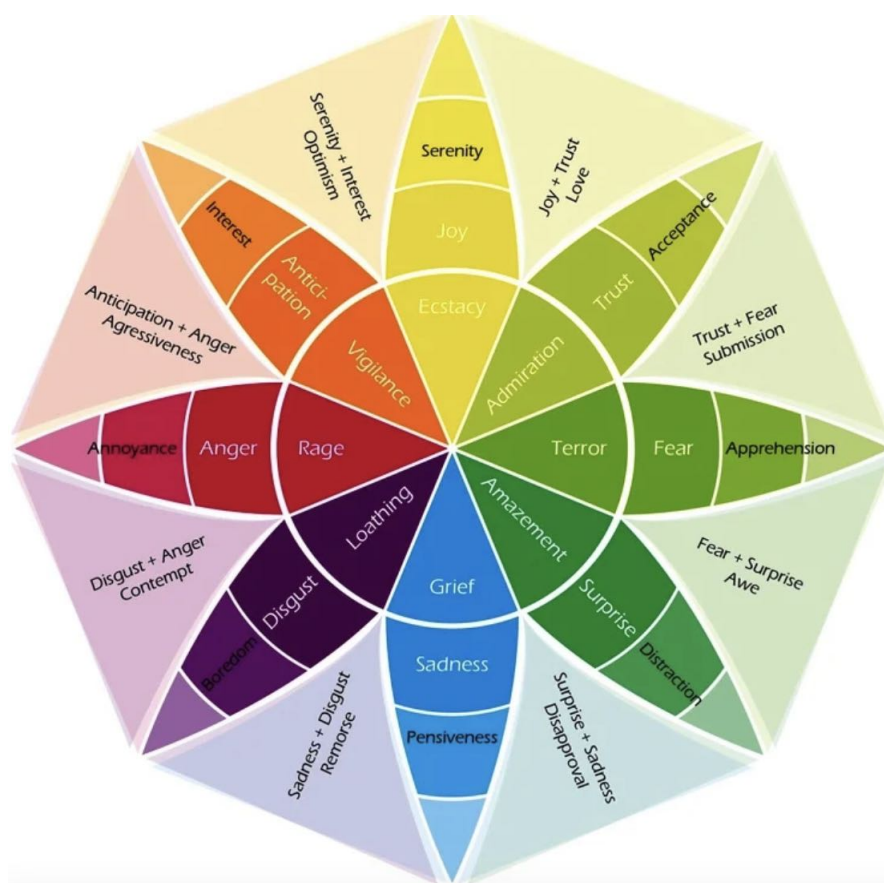 Serenity + Interest
Optimism
Serenity
Joy
Ecstacy
Joy + Trust
Love
Interest
Antici-
pation
Vigilance
Acceptance
Trust
Admiration
Anticipation + Anger
Agressiveness
Trust + Fear
Submission
Annoyance
Anger
Rage
Terror
Fear
Apprehension
Disgust + Anger
Contempt
Loathing
Disgust
Boredom
Amazement
Surprise
Distraction
Fear + Surprise
Awe
Grief
Sadness
Pensiveness
Sadness + Disgust
Remorse
Surprise + Sadness
Disapproval